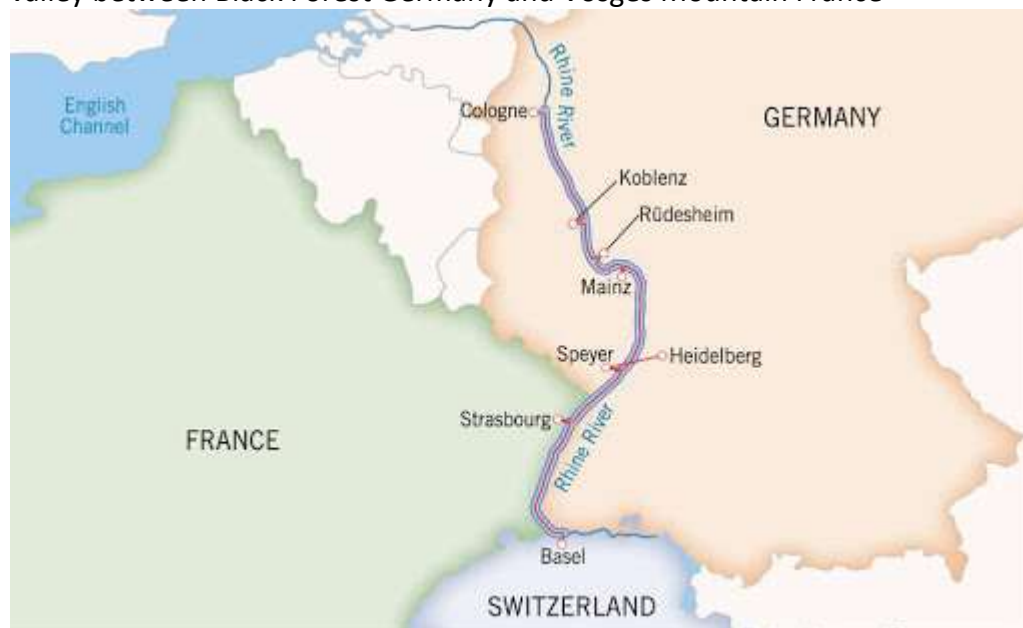 valley between Black Forest Germany and Vosges Mountain France
English
Channel
Rhine River
Cologne
GERMANY
Koblenz
Rüdesheim
Mainz
Speyer
Heidelberg
Strasbourg
FRANCE
Rhine River
Basel
SWITZERLAND